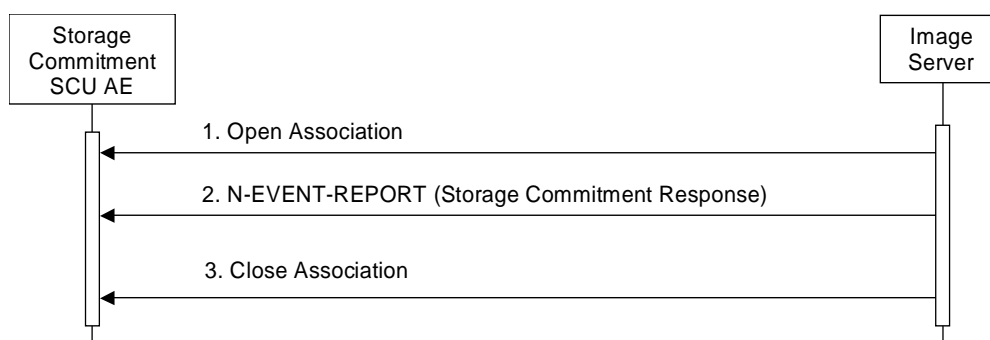 Storage
Commitment
SCU AE
Image
Server
1. Open Association
2. N-EVENT-REPORT (Storage Commitment Response)
3. Close Association